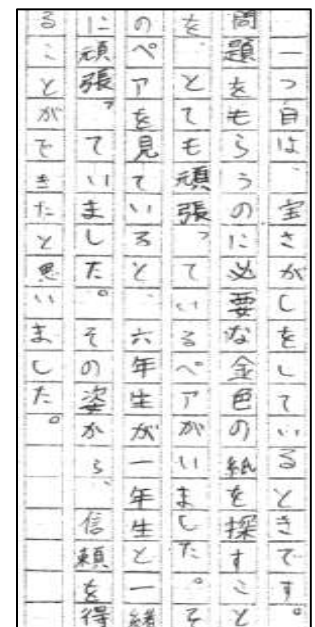 一つ自は、宝さがしをしているときです。
問題をもらうのに必要な金色の紙を探すこと
を、とても頑張っているペアがいました。そ
のペアを見ていると、六年生が一年生と一緒
に頑張っていました。その姿から、信頼を得
ることができたと思いました。